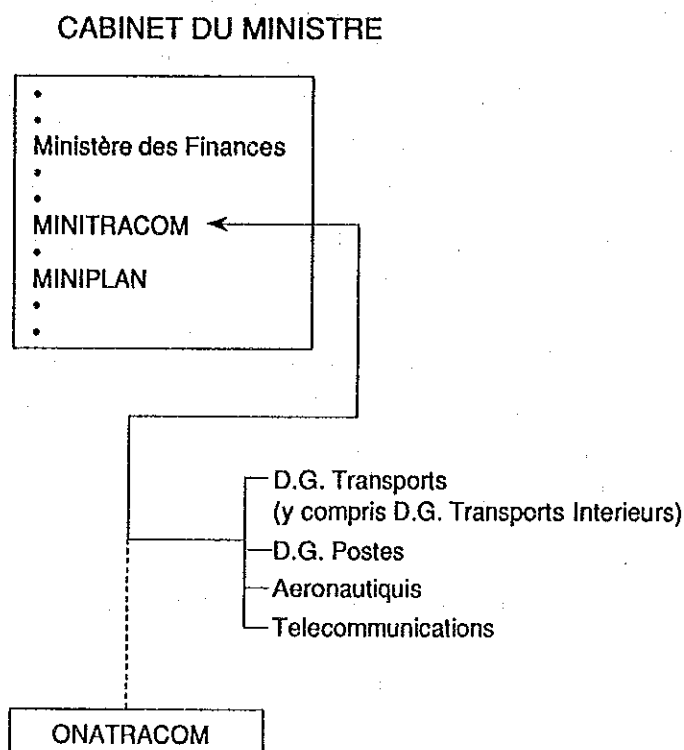 CABINET DU MINISTRE
•
•
Ministère des Finances
•
•
MINITRACOM
•
MINIPLAN
•
•
D.G. Transports
(y compris D.G. Transports Interieurs)
D.G. Postes
Aeronautiquis
Telecommunications
ONATRACOM